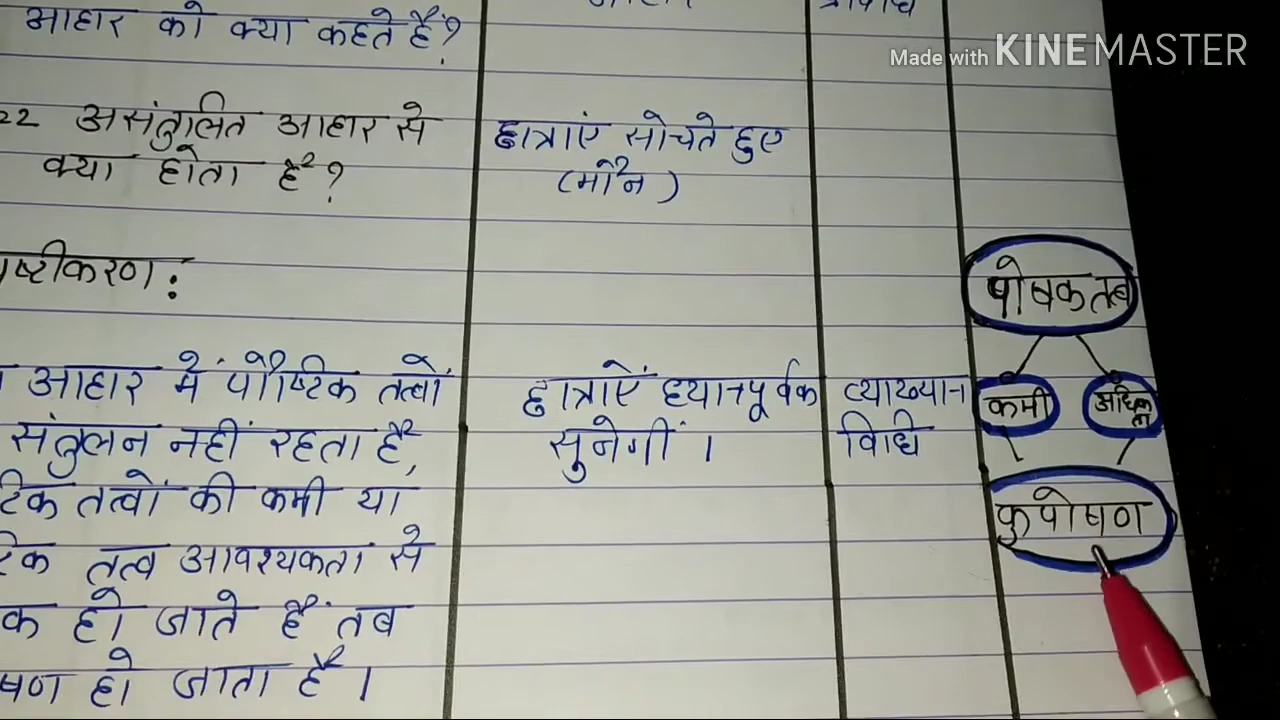 आहार को क्या कहते हैं?
22 असंतुलित आहार से
क्या होता है?
छात्राएं सोचते हुए
(मौन)
ष्टीकरण:
आहार में पौष्टिक तत्वों
संतुलन नहीं रहता है,
टिक तत्वों की कमी या
टिक तत्व आवश्यकता से
क हो जाते हैं तब
षण हो जाता है।
छात्राऐं ध्यानपूर्वक
सुनेगीं।
व्याख्यान
विधि
पोषक तत्व
कमी
अधिकता
कुपोषण
Made with KINEMASTER